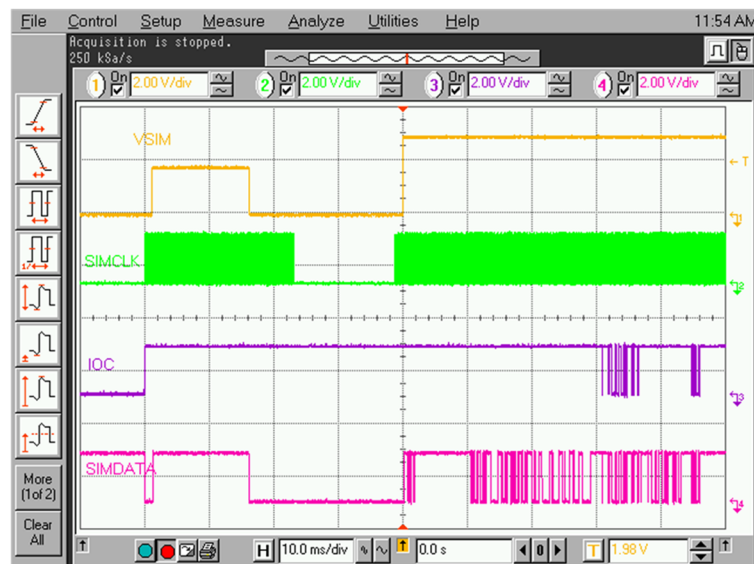 File Control Setup Measure Analyze Utilities Help 11:54 AM
Acquisition is stopped.
250 kSa/s
1 On 2.00 V/div 2 On 2.00 V/div 3 On 2.00 V/div 4 On 2.00 V/div
VSIM
T
1
SIMCLK
2
IOC
3
SIMDATA
4
More
(1 of 2)
Clear
All
H 10.0 ms/div 0.0 s 0 T 1.98 V